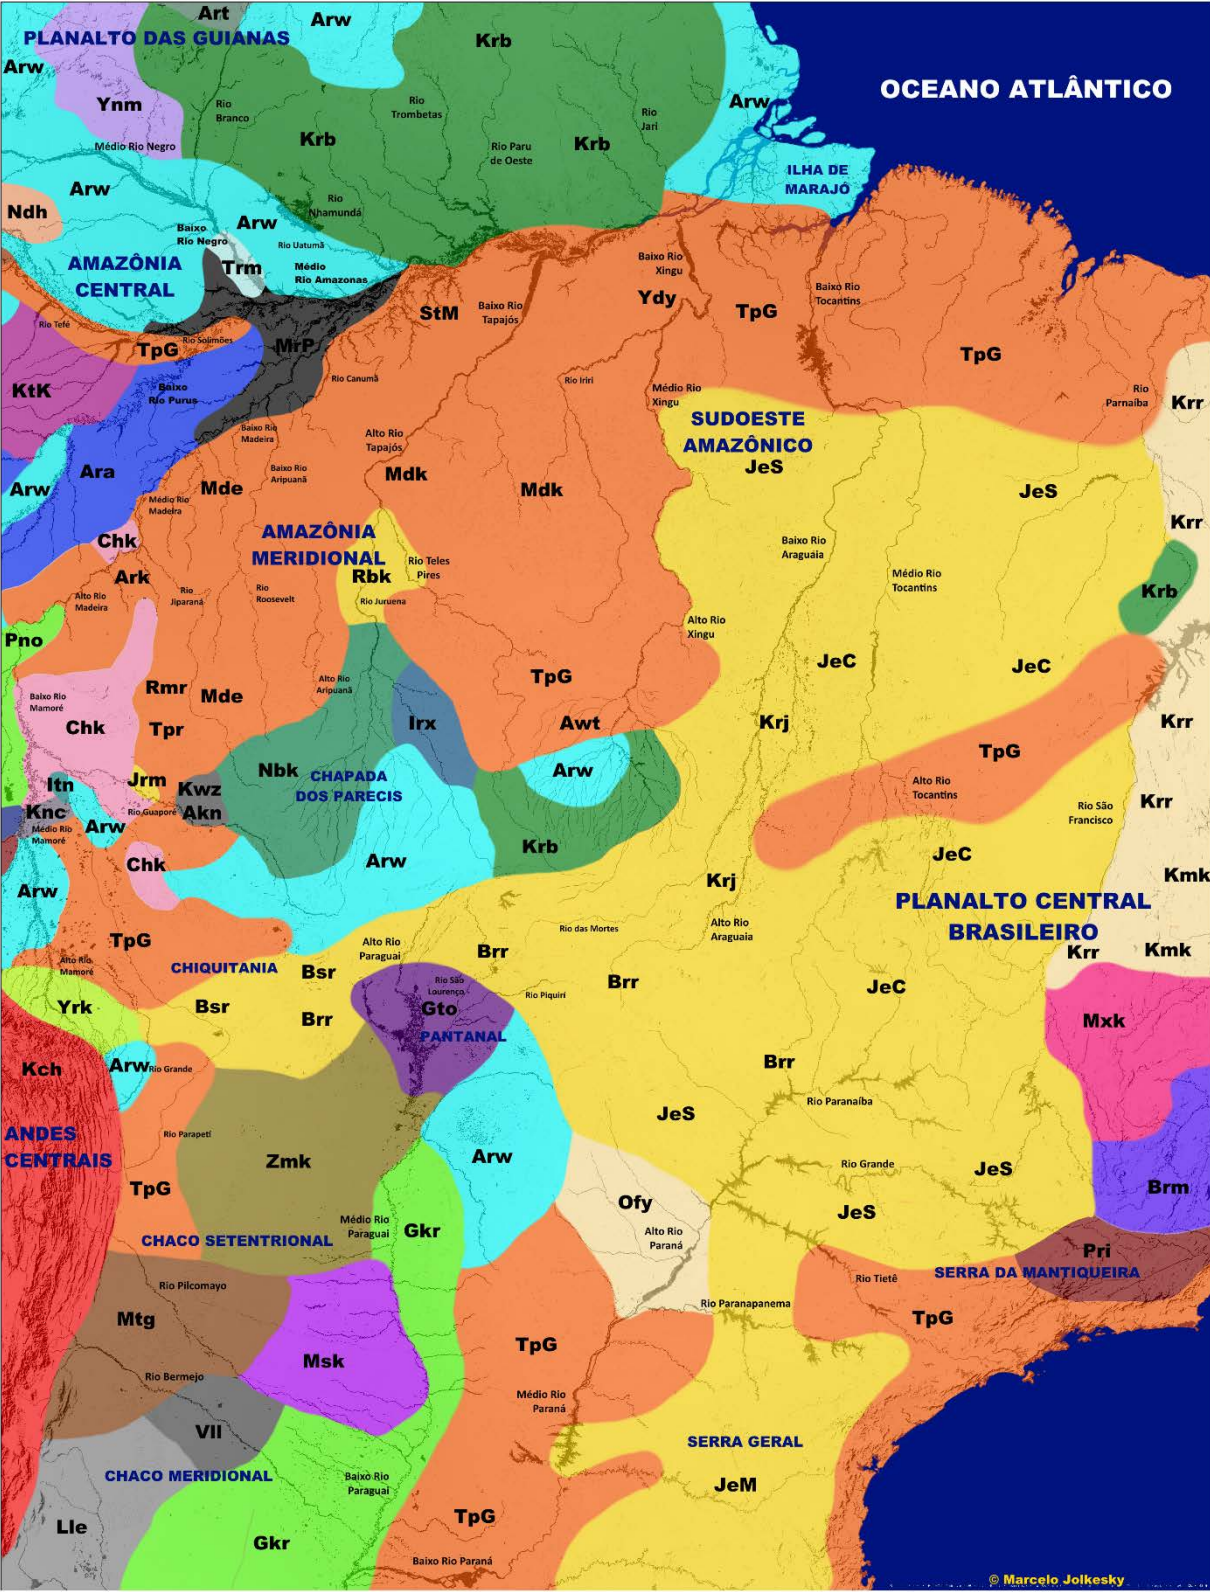 Art
Arw
PLANALTO DAS GUIANAS
Krb
Arw
OCEANO ATLÂNTICO
Ynm
Rio
Branco
Rio
Trombetas
Rio
Jari
Arw
Médio Rio Negro
Krb
Rio Paru
de Oeste
Krb
ILHA DE
MARAJÓ
Arw
Ndh
Rio
Nhamundá
Arw
Baixo
Rio Negro
Rio Uatumã
AMAZÔNIA
CENTRAL
Trm
Médio
Rio Amazonas
Baixo Rio
Xingu
Ydy
Baixo Rio
Tocantins
StM
Baixo Rio
Tapajós
TpG
Rio Tefé
Rio Solimões
TpG
MrP
TpG
KtK
Baixo
Rio Purus
Rio Canumã
Rio Iriri
Médio Rio
Xingu
Rio
Parnaíba
Krr
SUDOESTE
AMAZÔNICO
JeS
Baixo Rio
Madeira
Alto Rio
Tapajós
Ara
Arw
Mde
Baixo Rio
Aripuanã
Mdk
Mdk
JeS
Médio Rio
Madeira
Krr
Chk
AMAZÔNIA
MERIDIONAL
Baixo Rio
Araguaia
Rbk
Rio Teles
Pires
Ark
Alto Rio
Madeira
Rio
Jiparaná
Rio
Roosevelt
Rio Juruena
Médio Rio
Tocantins
Krb
Pno
Alto Rio
Xingu
JeC
JeC
Baixo Rio
Mamoré
Rmr
Mde
Alto Rio
Aripuanã
TpG
Chk
Tpr
Irx
Awt
Krj
Krr
TpG
Itn
Jrm
Kwz
Nbk
CHAPADA
DOS PARECIS
Arw
Alto Rio
Tocantins
Knc
Rio Guaporé
Akn
Krr
Rio São
Francisco
Médio Rio
Mamoré
Arw
Krb
JeC
Chk
Arw
Kmk
Arw
Krj
PLANALTO CENTRAL
BRASILEIRO
Rio das Mortes
Alto Rio
Araguaia
TpG
Alto Rio
Paraguai
Brr
Krr
Kmk
Alto Rio
Mamoré
CHIQUITANIA
Bsr
Rio São
Lourenço
Brr
JeC
Yrk
Bsr
Brr
Gto
Rio Piquirí
PANTANAL
Mxk
Kch
Arw
Rio Grande
Brr
Rio Paranaíba
JeS
ANDES
CENTRAIS
Rio Parapetí
Zmk
Arw
Rio Grande
JeS
TpG
Ofy
Brm
Médio Rio
Paraguai
Gkr
Alto Rio
Paraná
JeS
CHACO SETENTRIONAL
Pri
SERRA DA MANTIQUEIRA
Rio Pilcomayo
Rio Tietê
Mtg
Rio Paranapanema
TpG
TpG
Msk
Rio Bermejo
Médio Rio
Paraná
Vll
SERRA GERAL
CHACO MERIDIONAL
Baixo Rio
Paraguai
JeM
Lle
TpG
Gkr
Baixo Rio Paraná
© Marcelo Jolkesky